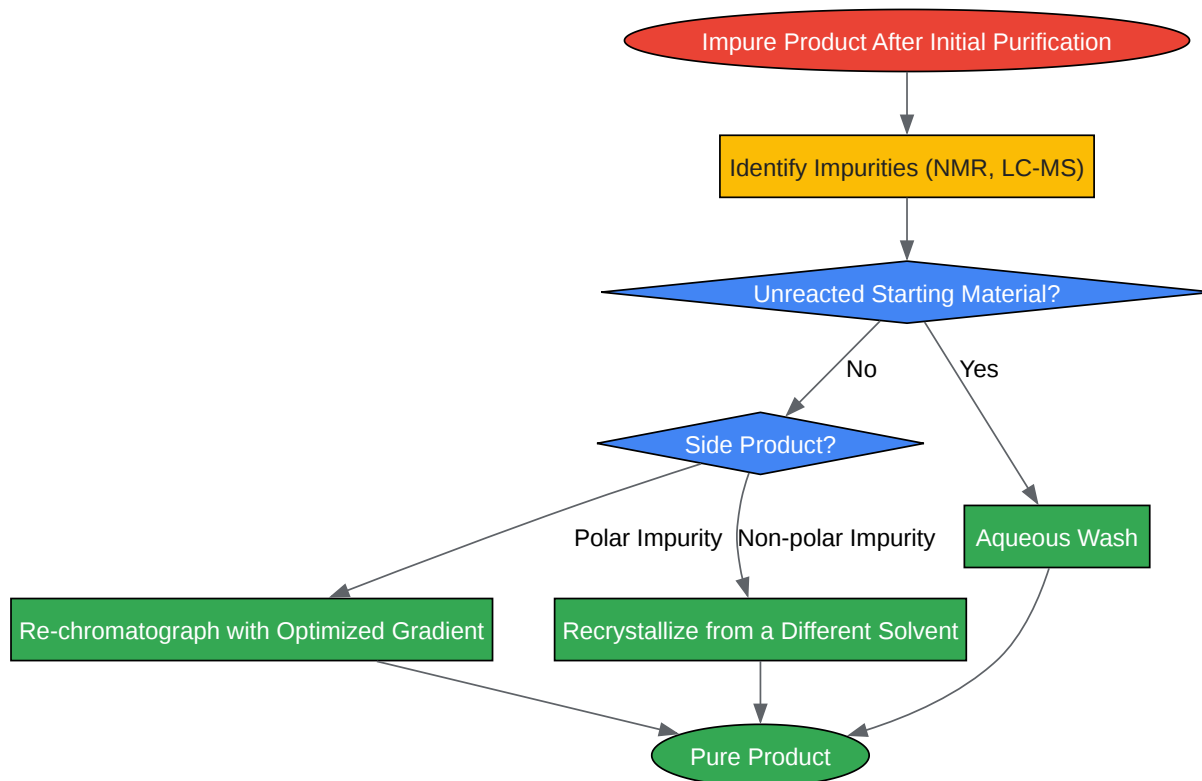 Impure Product After Initial Purification
Identify Impurities (NMR, LC-MS)
Unreacted Starting Material?
No
Yes
Side Product?
Polar Impurity
Non-polar Impurity
Aqueous Wash
Re-chromatograph with Optimized Gradient
Recrystallize from a Different Solvent
Pure Product